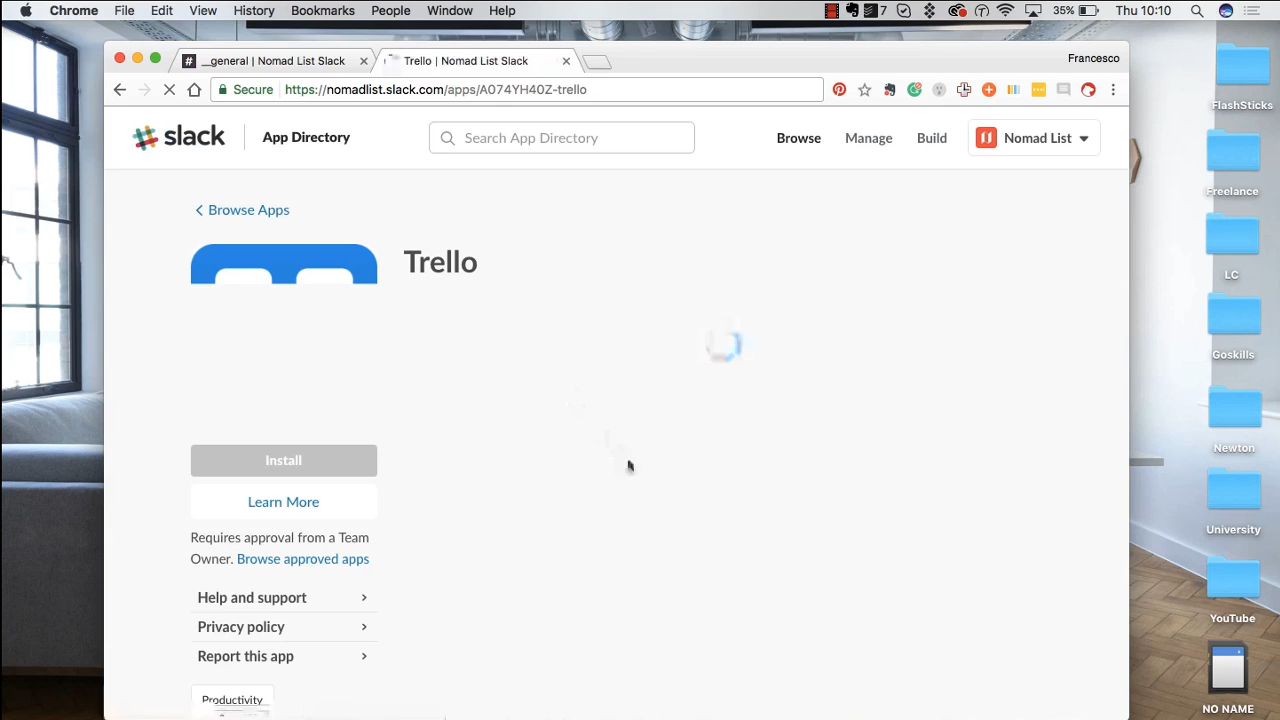 Chrome File Edit View History Bookmarks People Window Help 7 35% Thu 10:10
__general | Nomad List Slack Trello | Nomad List Slack Francesco
Secure https://nomadlist.slack.com/apps/A074YH40Z-trello
slack App Directory Search App Directory Browse Manage Build Nomad List
Browse Apps
Trello
Install
Learn More
Requires approval from a Team
Owner. Browse approved apps
Help and support
Privacy policy
Report this app
Productivity
FlashSticks
Freelance
LC
Goskills
Newton
University
YouTube
NO NAME